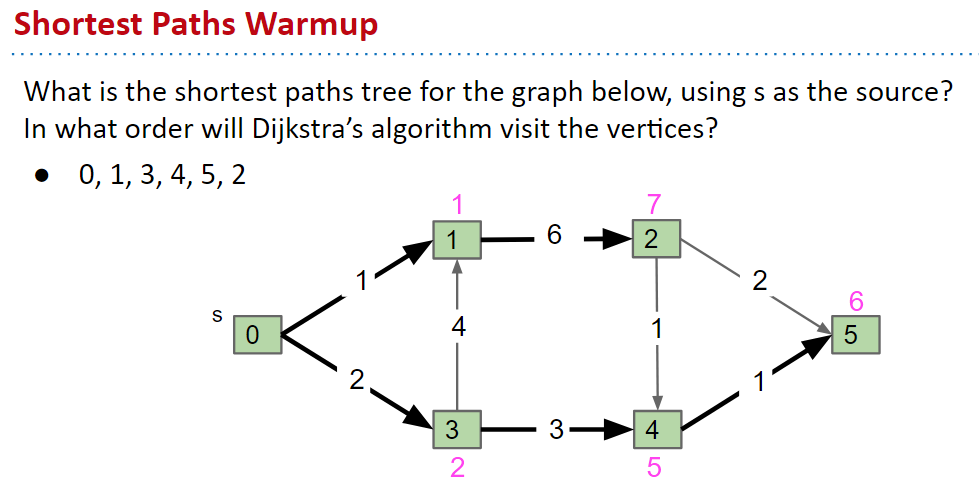 Shortest Paths Warmup
What is the shortest paths tree for the graph below, using s as the source?
In what order will Dijkstra’s algorithm visit the vertices?
● 0, 1, 3, 4, 5, 2
1 7
1 6 2
1 2
s 6
0 4 1 5
2 1
3 3 4
2 5